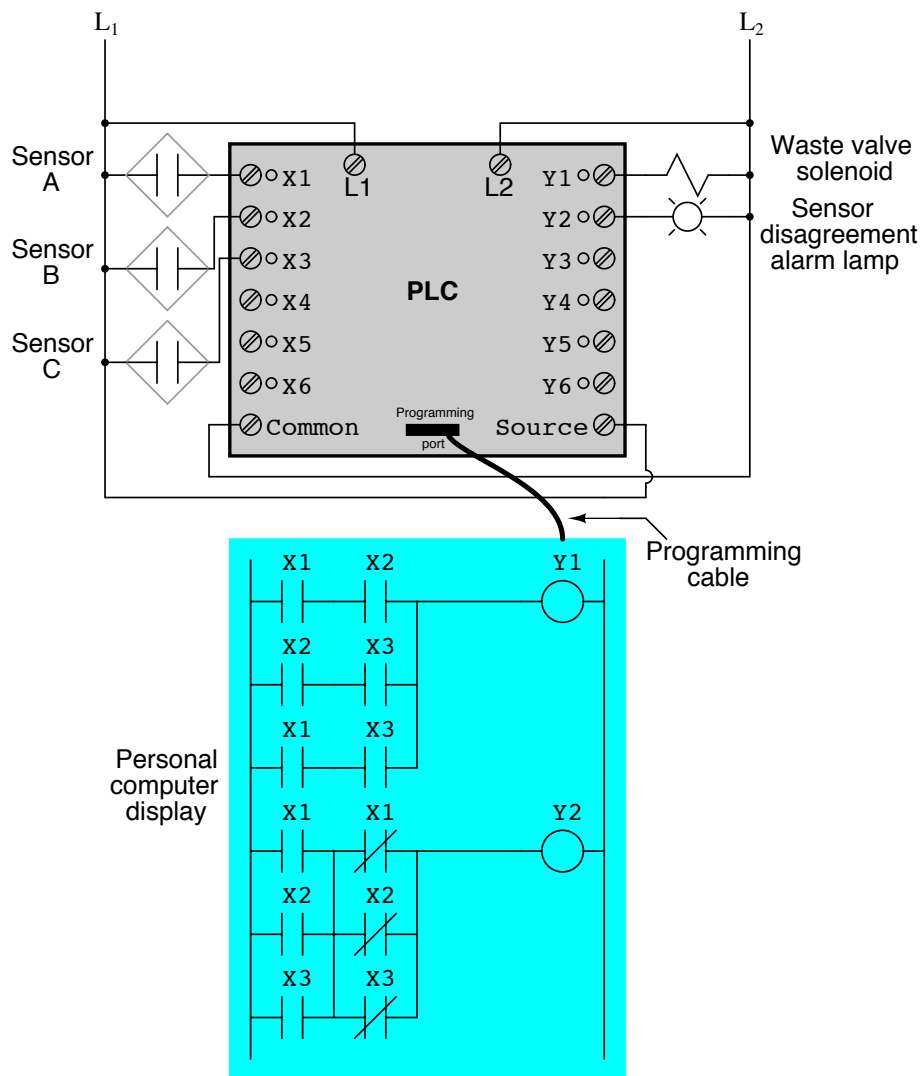 L1
L2
Sensor
A
Sensor
B
Sensor
C
X1
X2
X3
X4
X5
X6
Common
L1
L2
PLC
Programming
port
Y1
Y2
Y3
Y4
Y5
Y6
Source
Waste valve
solenoid
Sensor
disagreement
alarm lamp
Programming
cable
Personal
computer
display
X1 X2 Y1
X2 X3
X1 X3
X1 X1 Y2
X2 X2
X3 X3